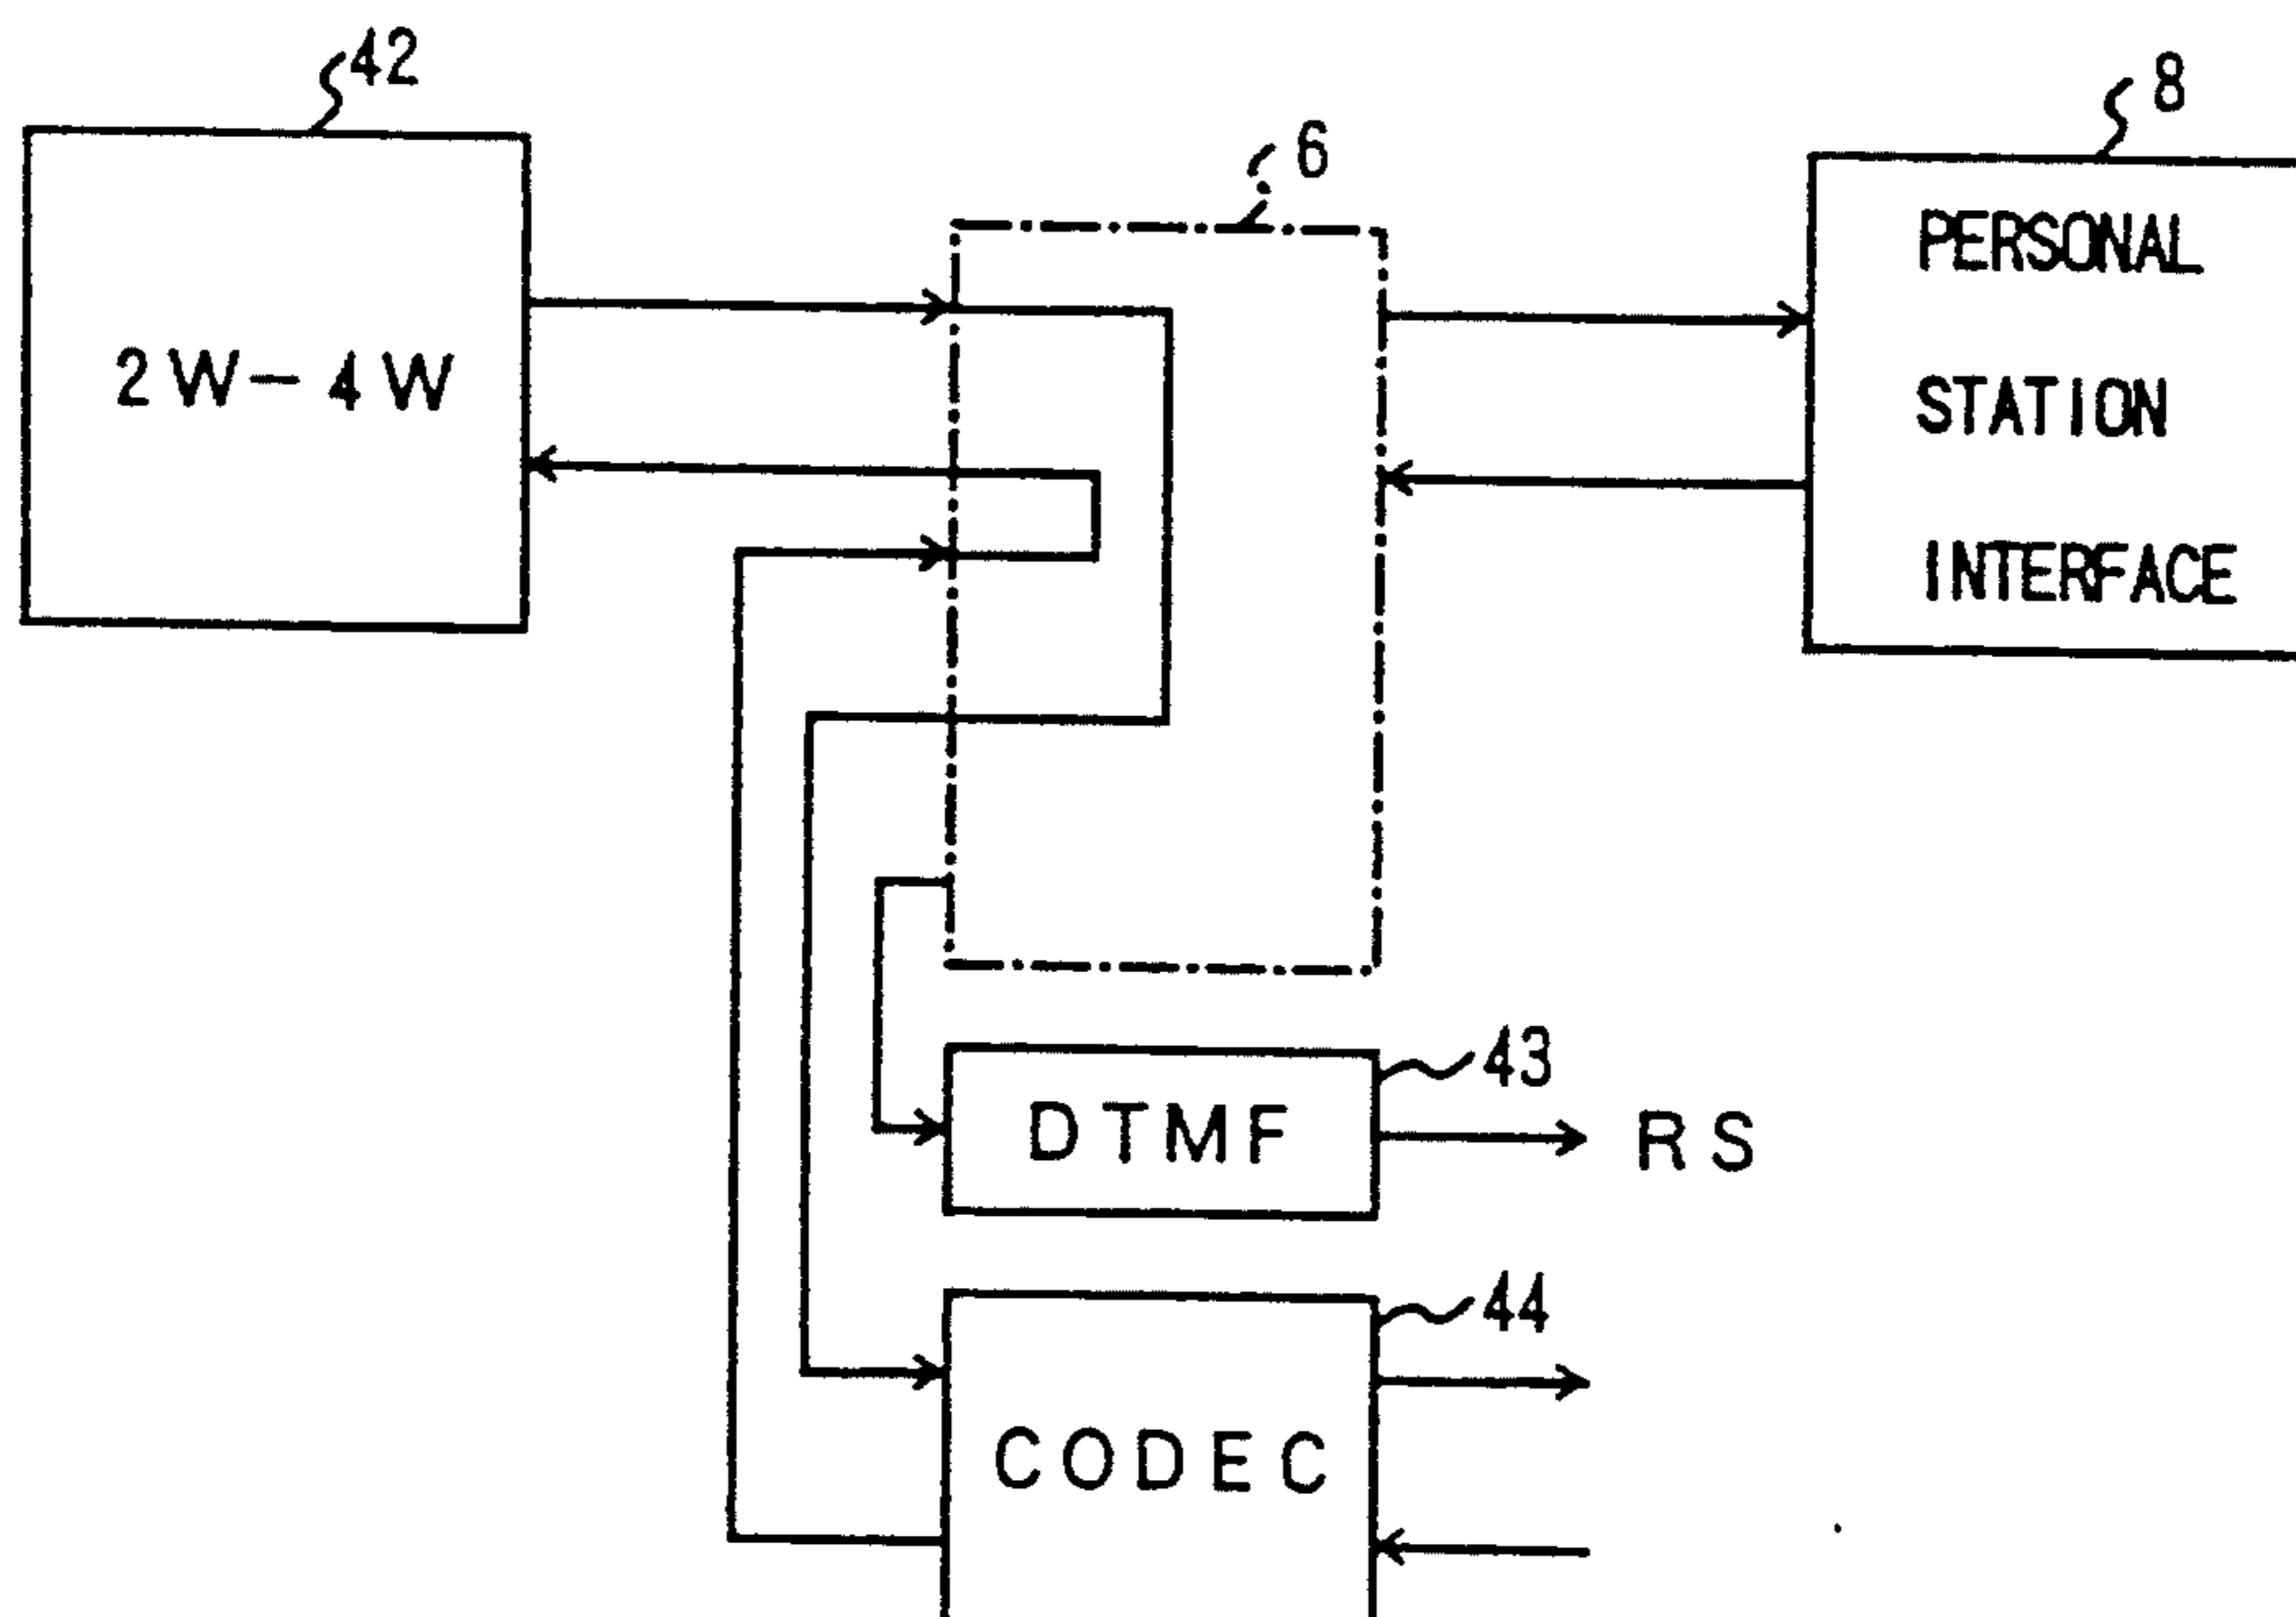 42
8
6
2W-4W
PERSONAL
STATION
INTERFACE
43
DTMF
RS
44
CODEC